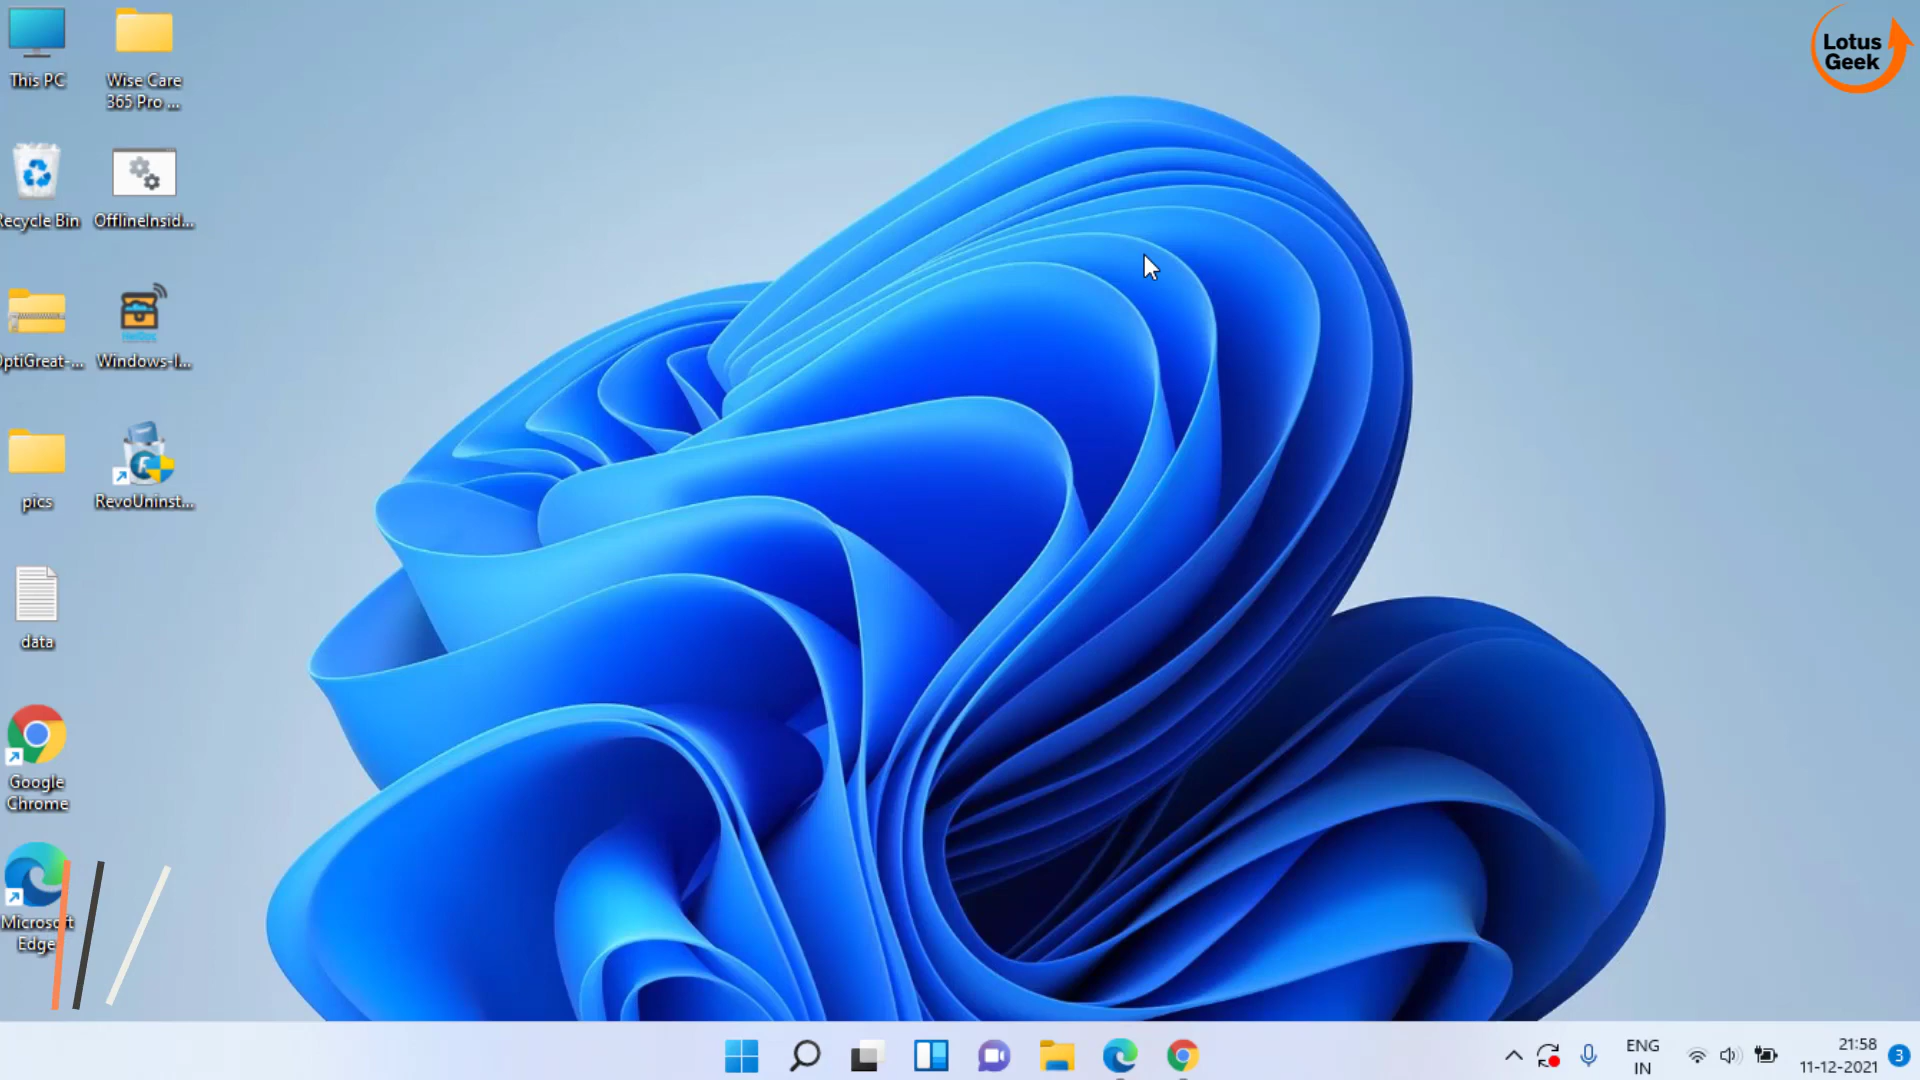 This PC
Wise Care
365 Pro ...
Recycle Bin
OfflineInsid...
OptiGreat-...
Windows-I...
pics
RevoUninst...
data
Google
Chrome
Microsoft
Edge
Lotus
Geek
ENG
IN
21:58
11-12-2021
3